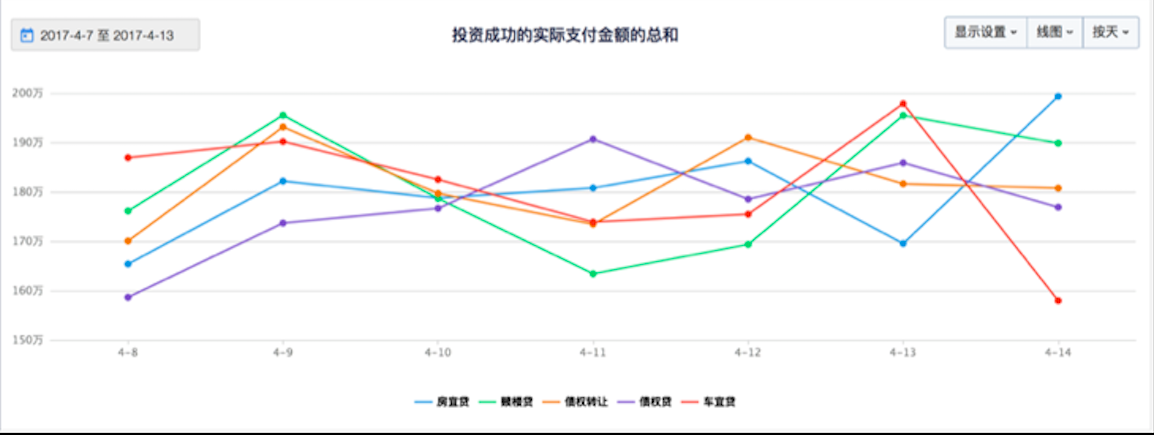 2017-4-7 至 2017-4-13
投资成功的实际支付金额的总和
显示设置 线图 按天
200万
190万
180万
170万
160万
150万
4-8 4-9 4-10 4-11 4-12 4-13 4-14
房宜贷 赎楼贷 债权转让 债权贷 车宜贷